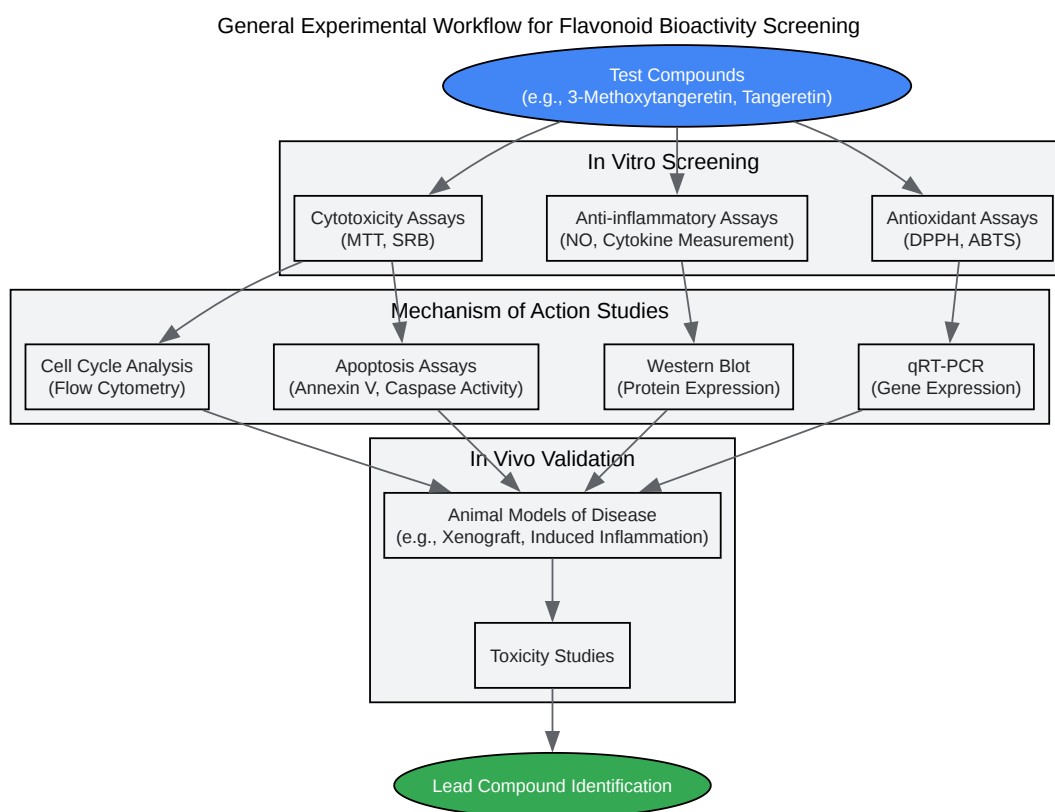 General Experimental Workflow for Flavonoid Bioactivity Screening
Test Compounds
(e.g., 3-Methoxytangeretin, Tangeretin)
In Vitro Screening
Cytotoxicity Assays
(MTT, SRB)
Anti-inflammatory Assays
(NO, Cytokine Measurement)
Antioxidant Assays
(DPPH, ABTS)
Mechanism of Action Studies
Cell Cycle Analysis
(Flow Cytometry)
Apoptosis Assays
(Annexin V, Caspase Activity)
Western Blot
(Protein Expression)
qRT-PCR
(Gene Expression)
In Vivo Validation
Animal Models of Disease
(e.g., Xenograft, Induced Inflammation)
Toxicity Studies
Lead Compound Identification